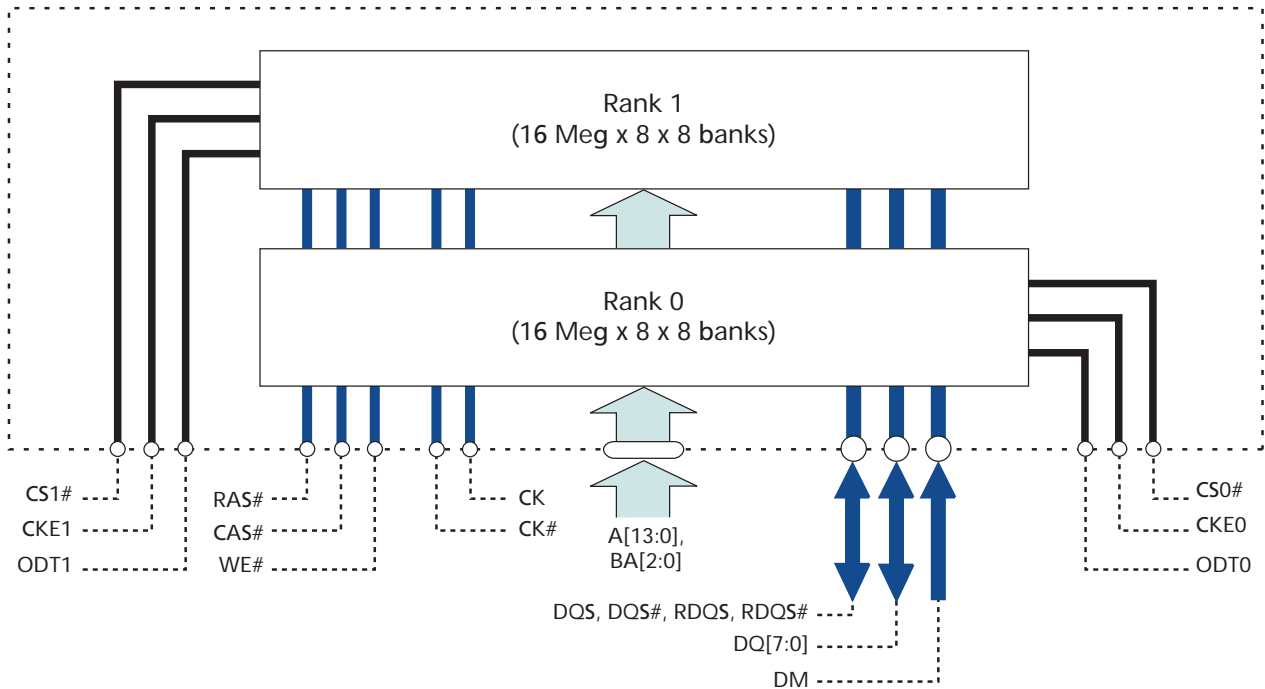 Rank 1
(16 Meg x 8 x 8 banks)
Rank 0
(16 Meg x 8 x 8 banks)
CS1#
CKE1
ODT1
RAS#
CAS#
WE#
CK
CK#
A[13:0],
BA[2:0]
CS0#
CKE0
ODT0
DQS, DQS#, RDQS, RDQS#
DQ[7:0]
DM